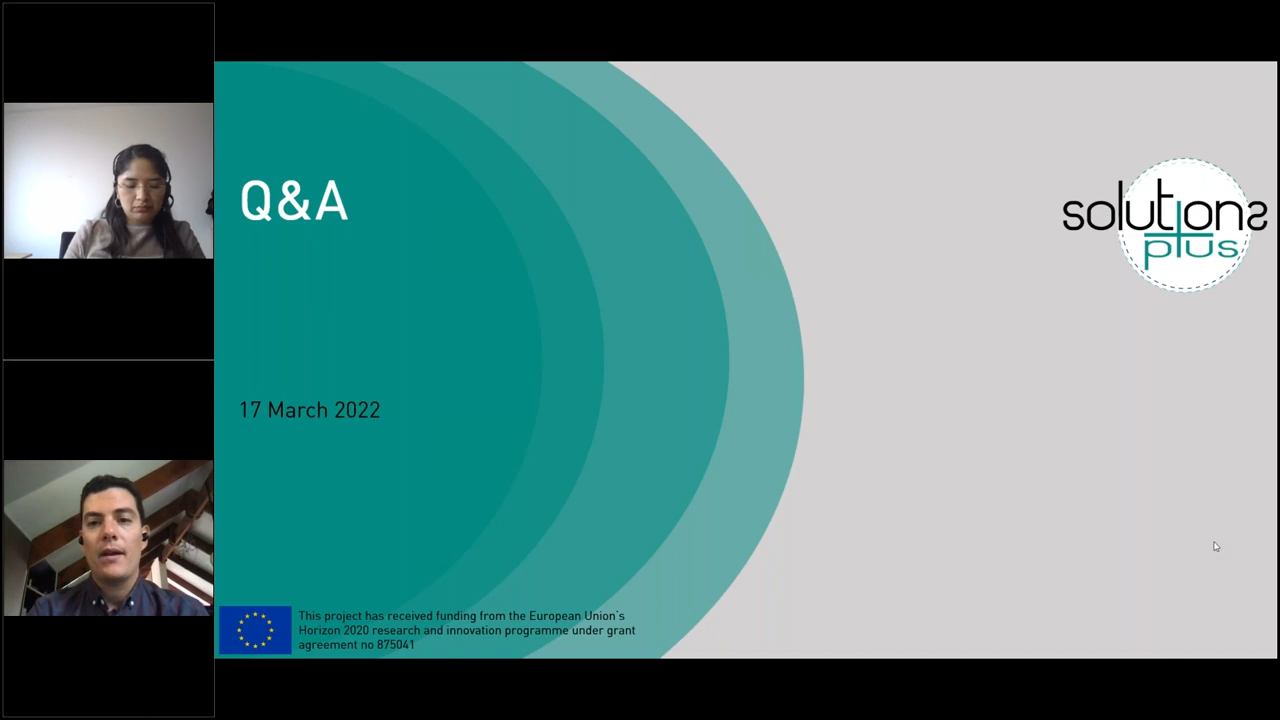 Q&A
solutions
plus
17 March 2022
This project has received funding from the European Union's
Horizon 2020 research and innovation programme under grant
agreement no 875041